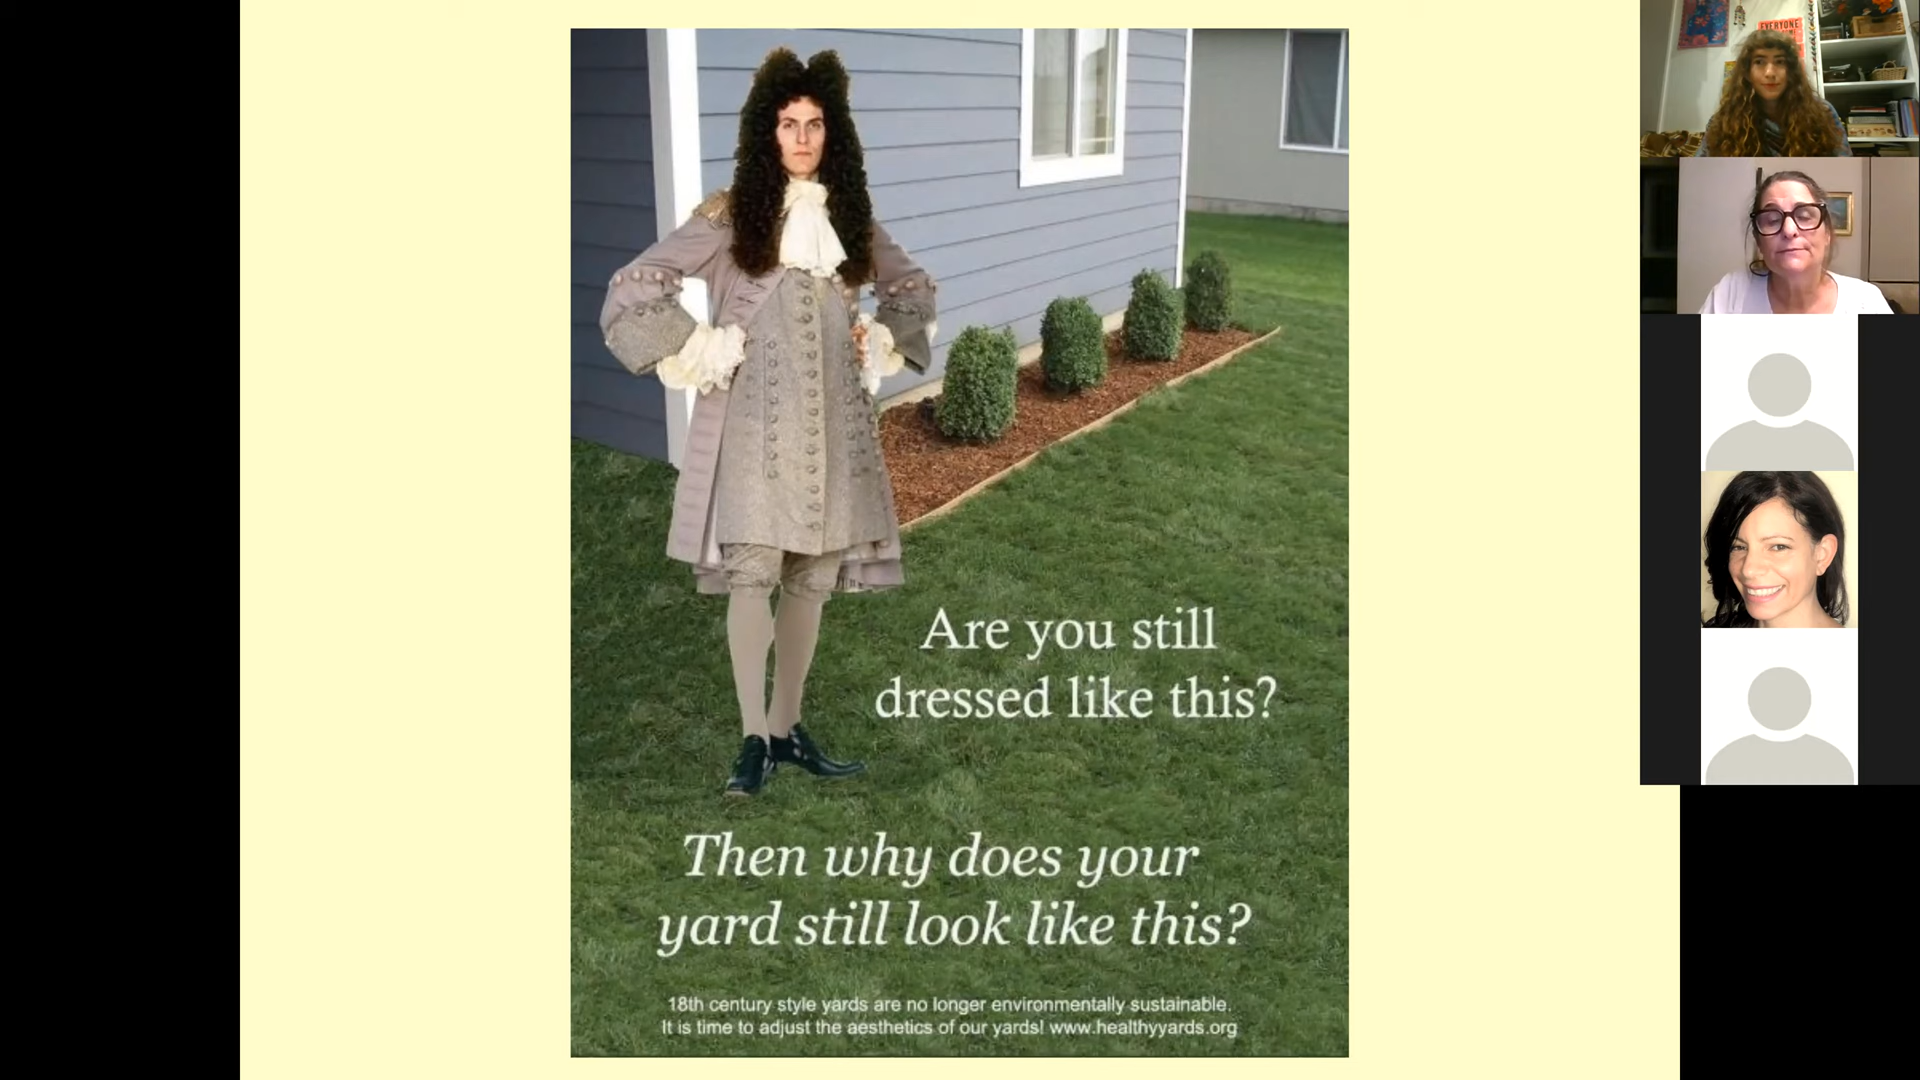 EVERYONE
Are you still
dressed like this?
Then why does your
yard still look like this?
18th century style yards are no longer environmentally sustainable.
It is time to adjust the aesthetics of our yards! www.healthyyards.org